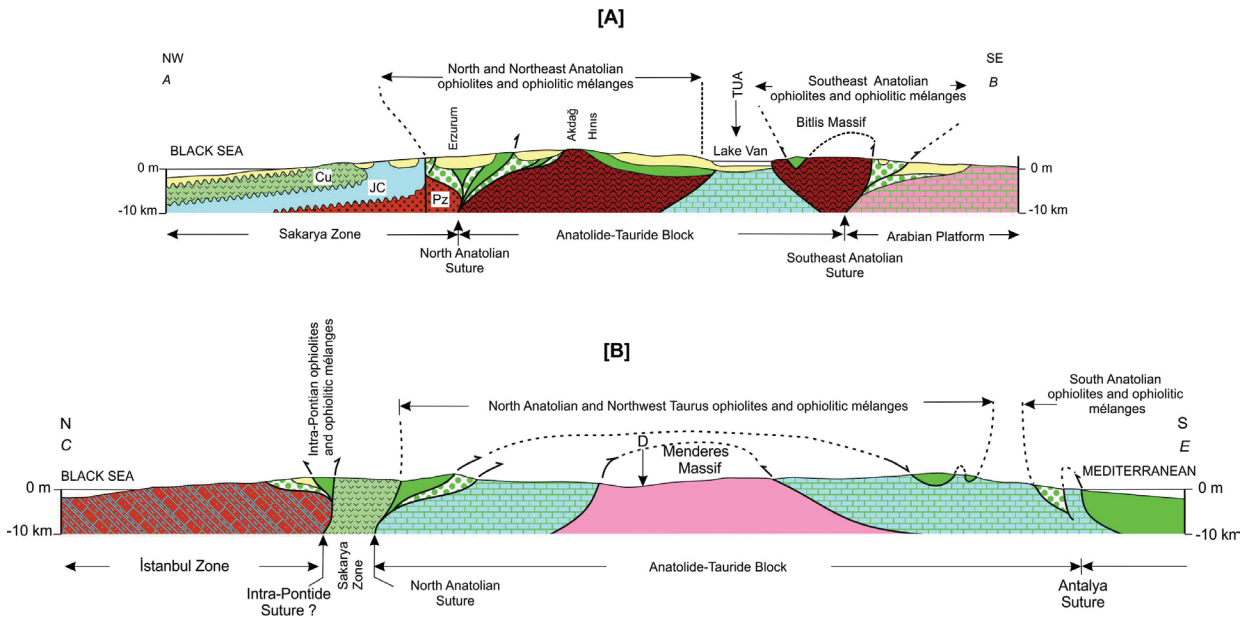 [A]
NW
A
SE
B
North and Northeast Anatolian
ophiolites and ophiolitic mélanges
TUA
Southeast Anatolian
ophiolites and ophiolitic mélanges
Erzurum
Akdağ
Hınıs
Bitlis Massif
Lake Van
BLACK SEA
0 m
-10 km
Cu
JC
Pz
0 m
-10 km
Sakarya Zone
North Anatolian
Suture
Anatolide-Tauride Block
Southeast Anatolian
Suture
Arabian Platform
[B]
N
C
Intra-Pontian ophiolites
and ophiolitic mélanges
North Anatolian and Northwest Taurus ophiolites and ophiolitic mélanges
South Anatolian
ophiolites and ophiolitic
mélanges
S
E
D
Menderes
Massif
BLACK SEA
MEDITERRANEAN
0 m
-10 km
0 m
-10 km
İstanbul Zone
Intra-Pontide
Suture ?
Sakarya
Zone
North Anatolian
Suture
Anatolide-Tauride Block
Antalya
Suture